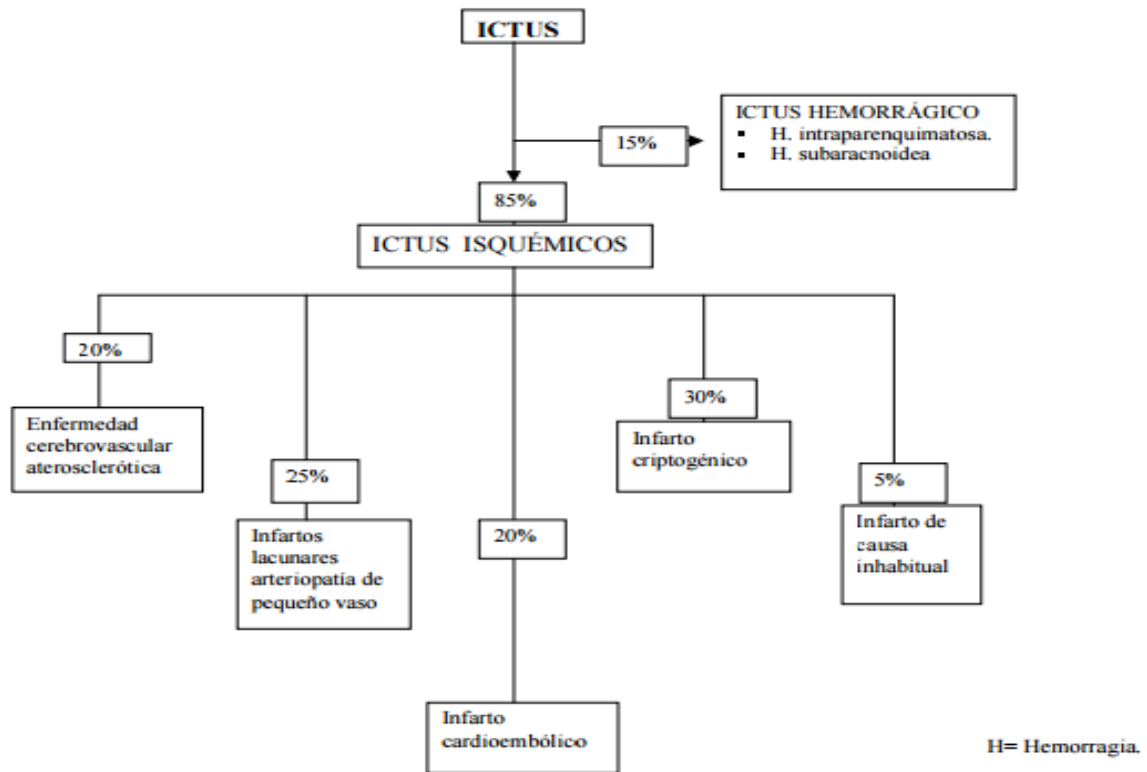 ICTUS
ICTUS HEMORRÁGICO
▪ H. intraparenquimatosa.
▪ H. subaracnoidea
15%
85%
ICTUS ISQUÉMICOS
20%
Enfermedad
cerebrovascular
aterosclerótica
25%
Infartos
lacunares
arteriopatía de
pequeño vaso
20%
Infarto
cardioembólico
30%
Infarto
criptogénico
5%
Infarto de
causa
inhabitual
H= Hemorragia.